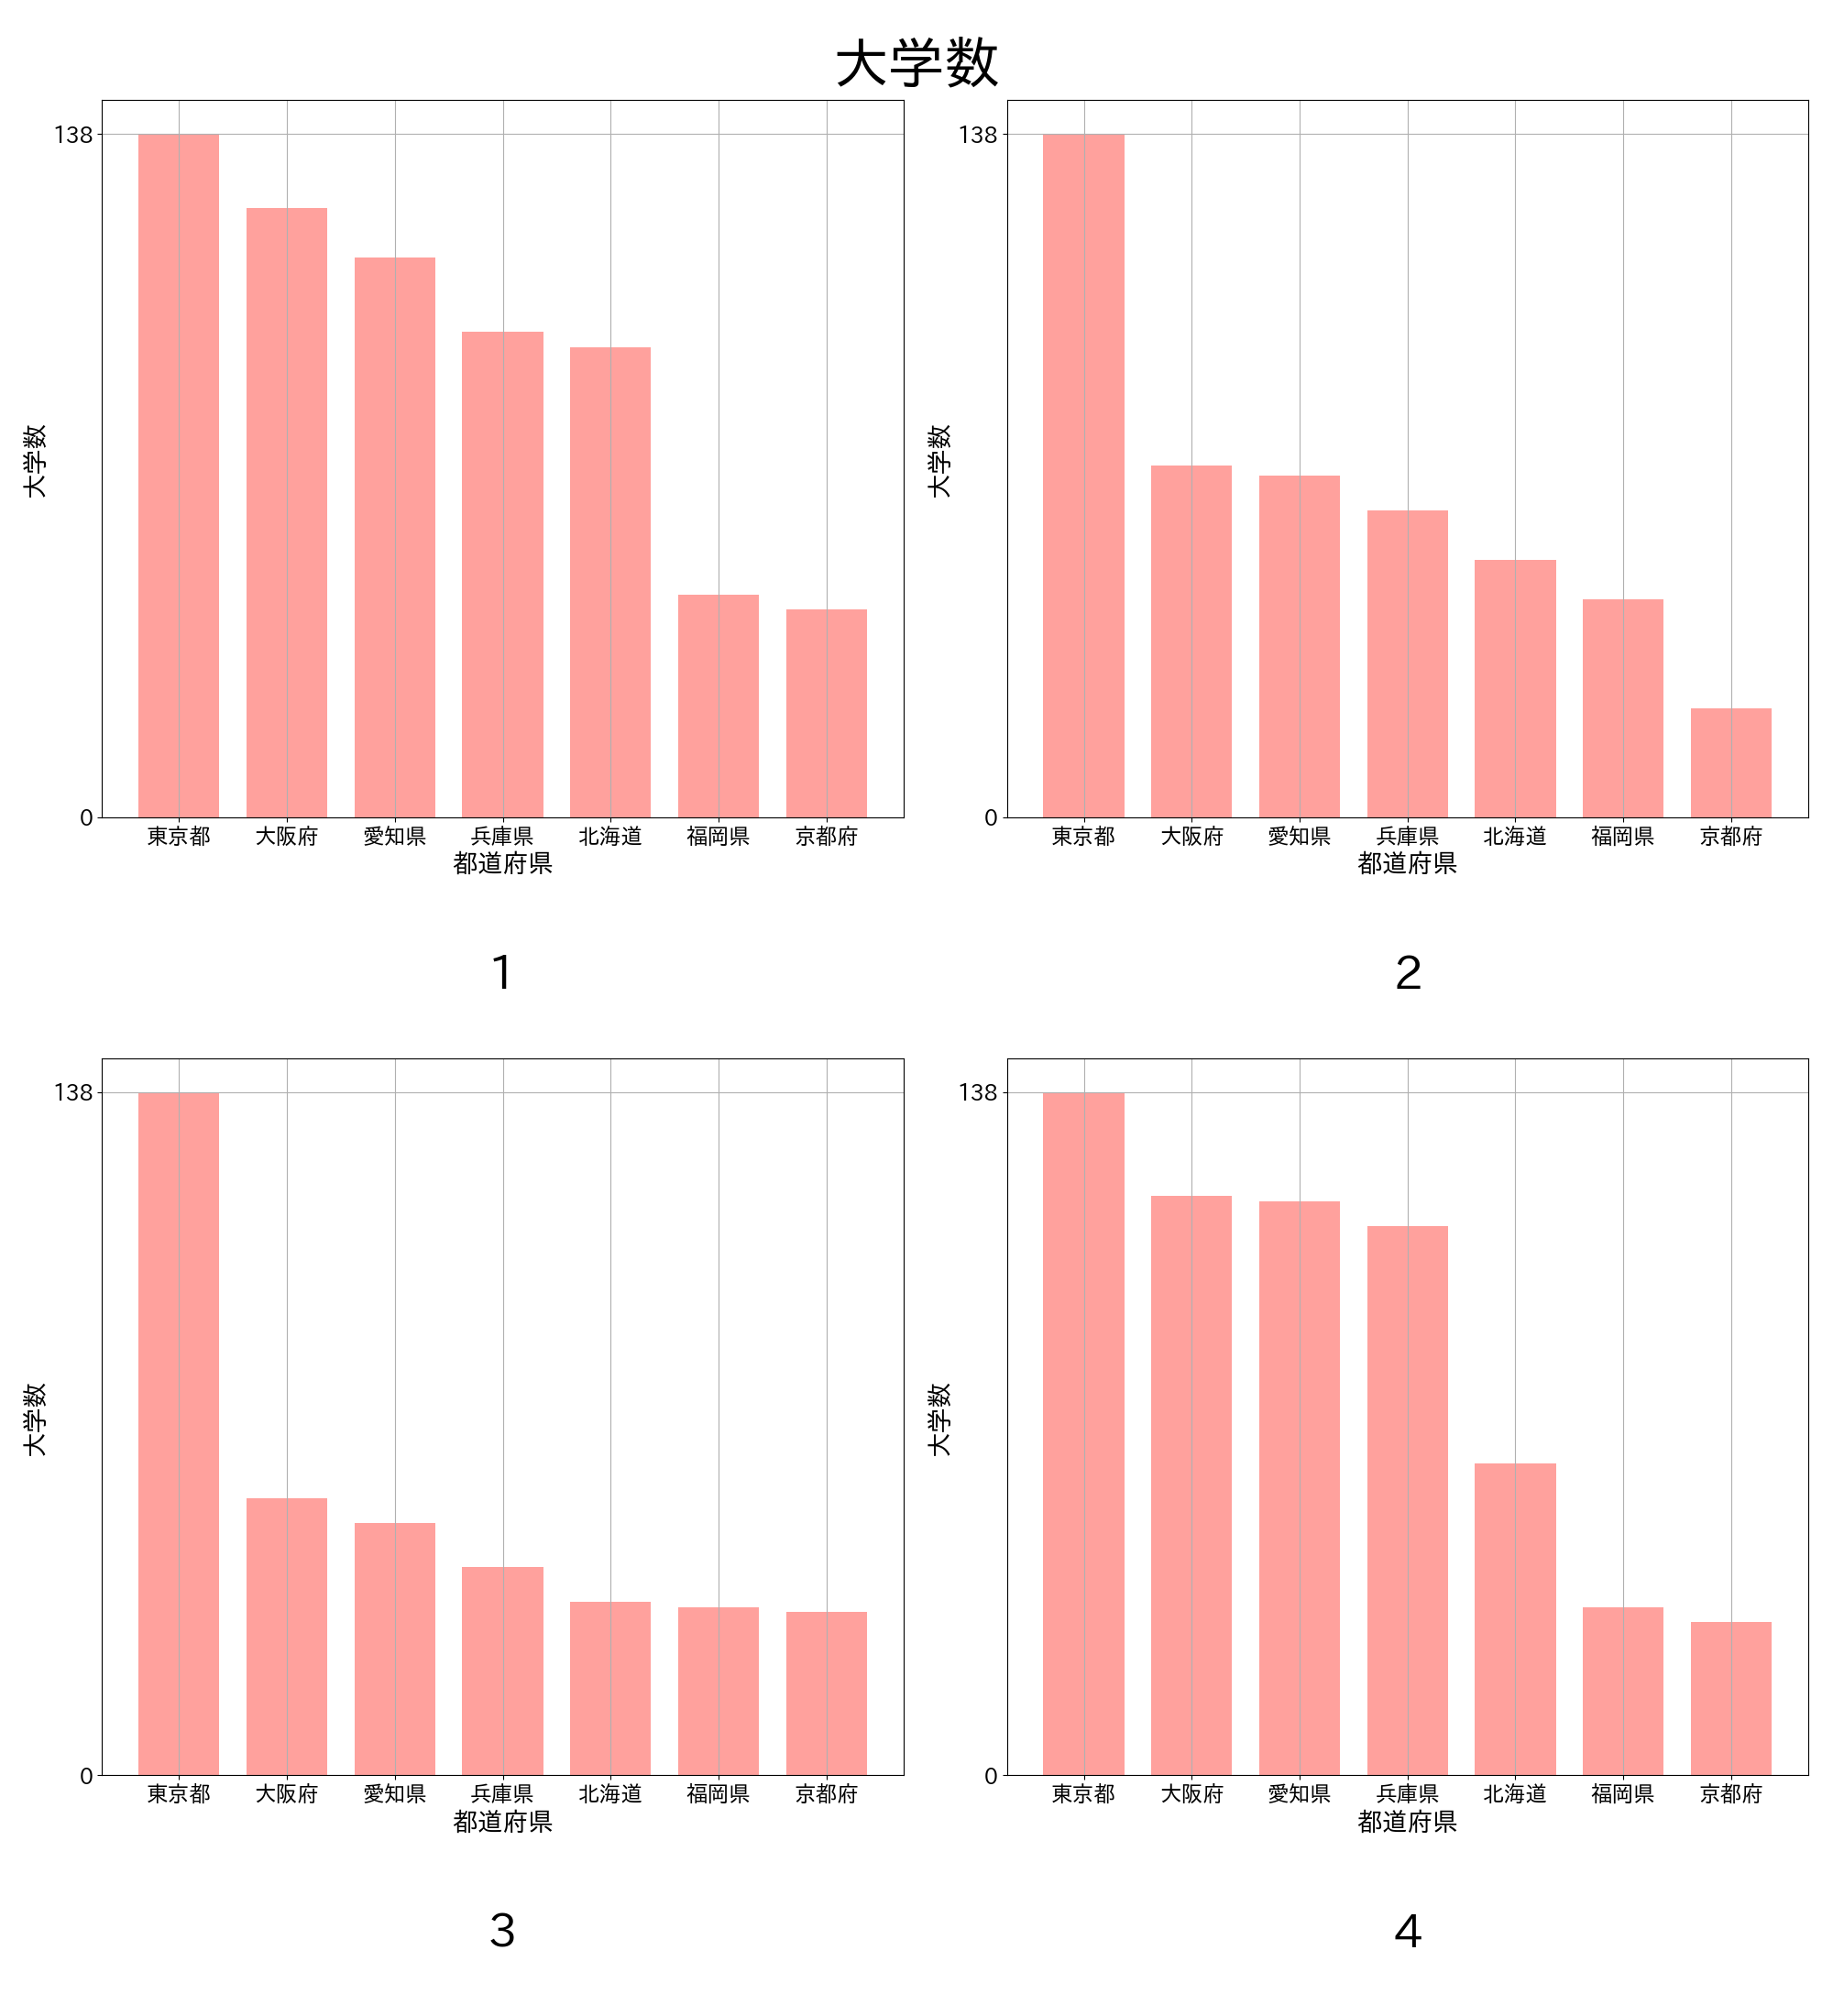 大学数
138
0
大学数
東京都 大阪府 愛知県 兵庫県 北海道 福岡県 京都府
都道府県
1
138
0
大学数
東京都 大阪府 愛知県 兵庫県 北海道 福岡県 京都府
都道府県
2
138
0
大学数
東京都 大阪府 愛知県 兵庫県 北海道 福岡県 京都府
都道府県
3
138
0
大学数
東京都 大阪府 愛知県 兵庫県 北海道 福岡県 京都府
都道府県
4